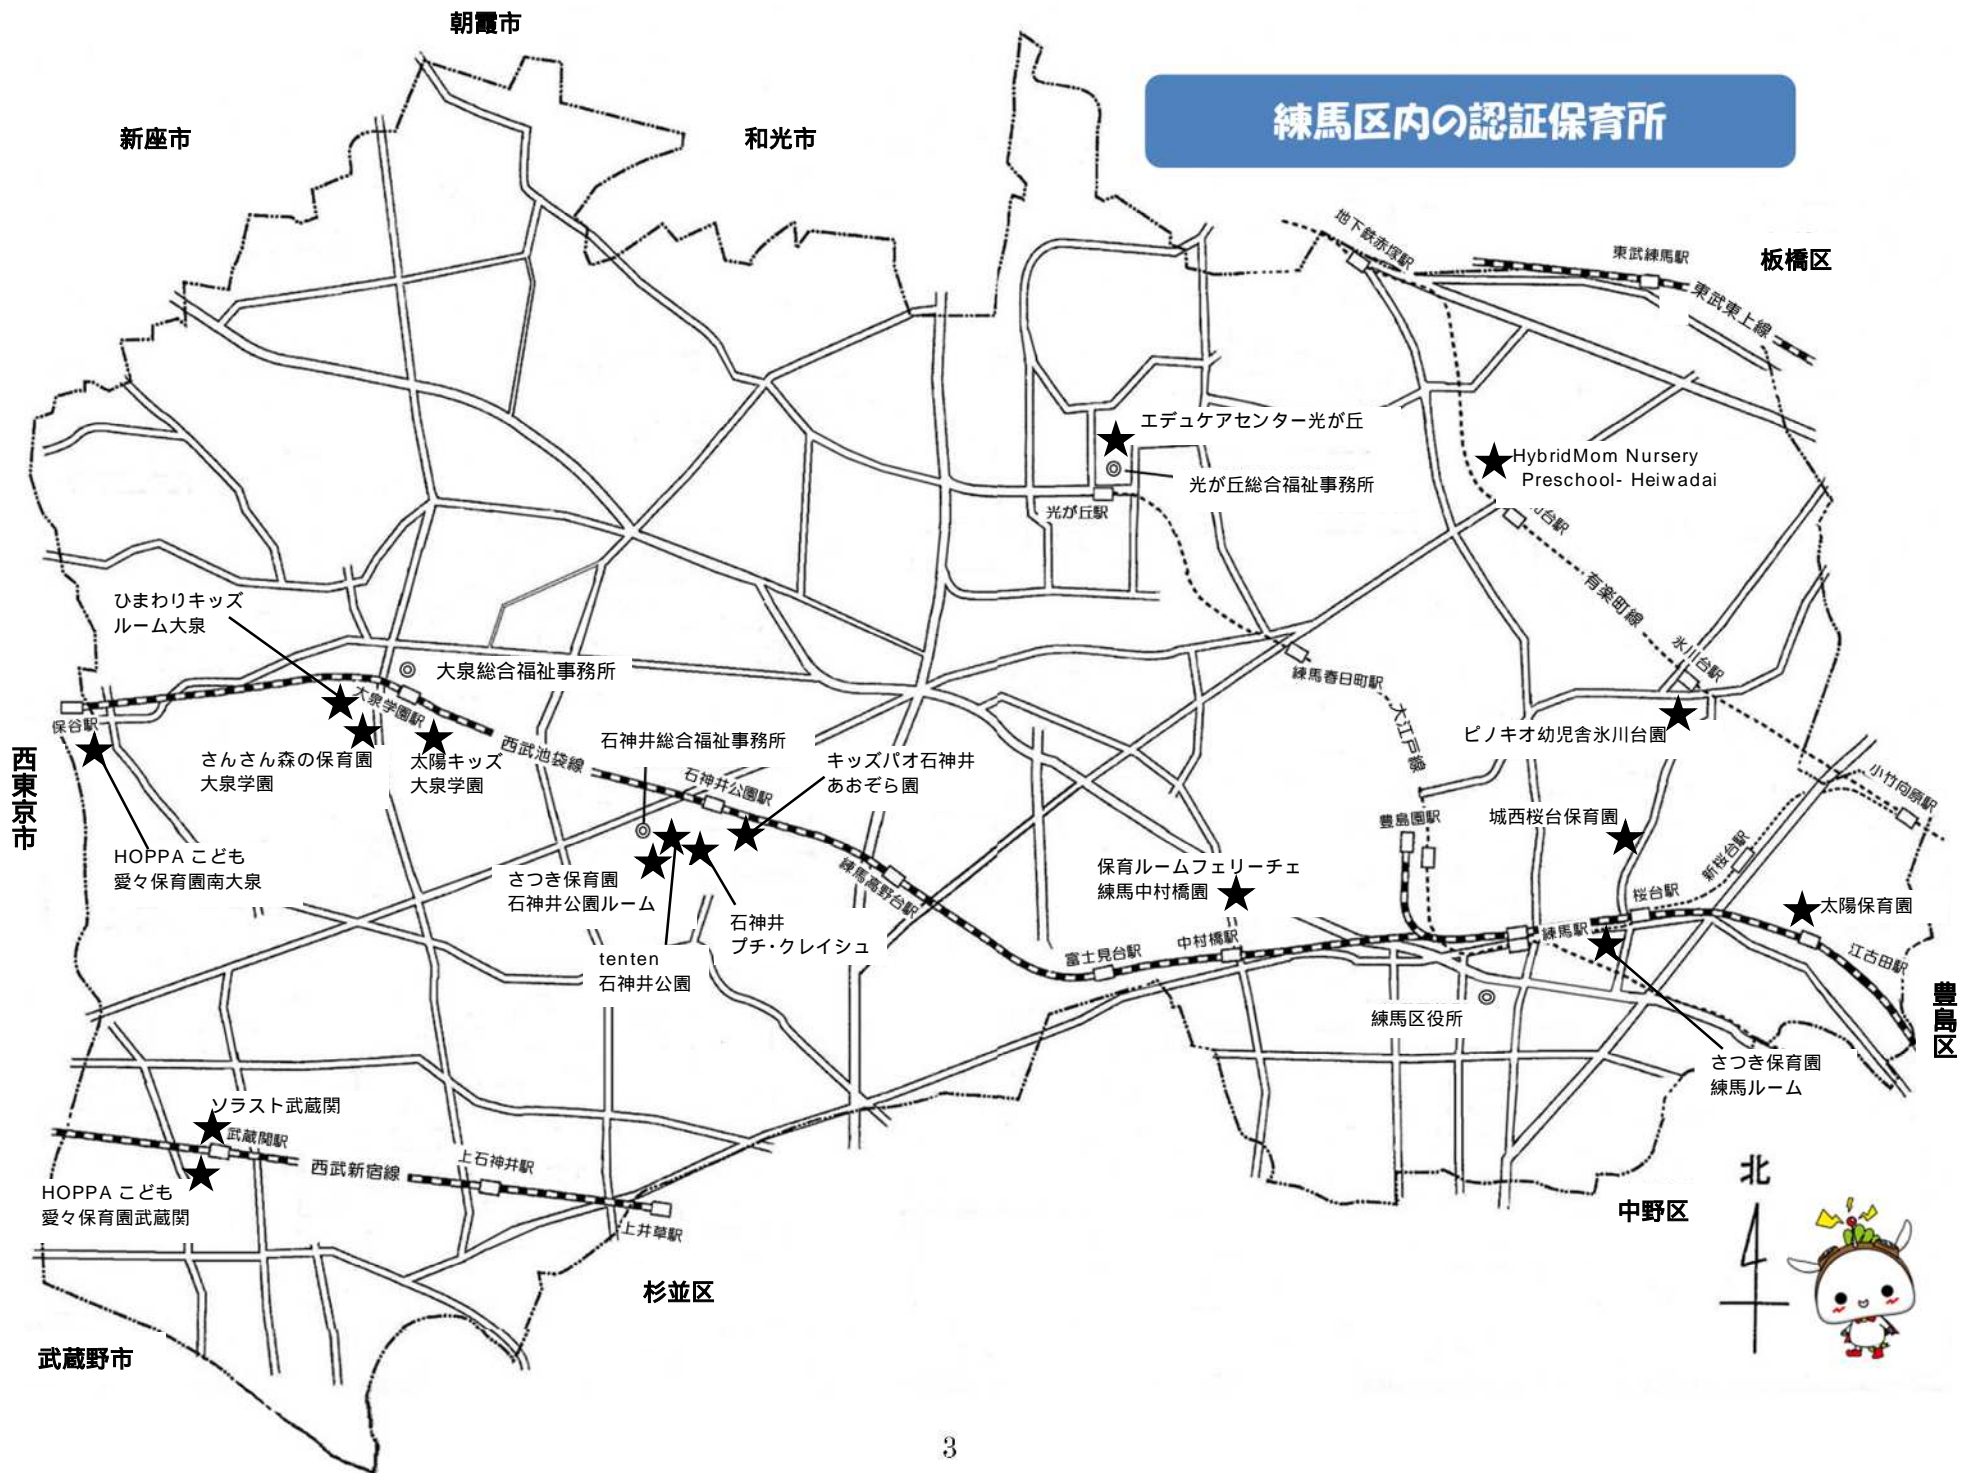 朝霞市
新座市
和光市
練馬区内の認証保育所
地下鉄赤塚駅
東武練馬駅
板橋区
東武東上線
エデュケアセンター光が丘
HybridMom Nursery
Preschool- Heiwadai
光が丘総合福祉事務所
光が丘駅
台駅
有楽町線
ひまわりキッズ
ルーム大泉
大泉総合福祉事務所
氷川台駅
練馬春日町駅
大泉学園駅
保谷駅
大江戸線
ピノキオ幼児舎氷川台園
西東京市
さんさん森の保育園
大泉学園
太陽キッズ
大泉学園
西武池袋線
石神井総合福祉事務所
キッズパオ石神井
あおぞら園
石神井公園駅
小竹向原駅
豊島園駅
城西桜台保育園
新桜台駅
HOPPA こども
愛々保育園南大泉
さつき保育園
石神井公園ルーム
練馬高野台駅
保育ルームフェリーチェ
練馬中村橋園
桜台駅
太陽保育園
石神井
プチ・クレイシュ
tenten
石神井公園
富士見台駅
中村橋駅
練馬駅
江古田駅
豊島区
練馬区役所
さつき保育園
練馬ルーム
ソラスト武蔵関
武蔵関駅
西武新宿線
上石神井駅
HOPPA こども
愛々保育園武蔵関
上井草駅
北
中野区
杉並区
武蔵野市
3